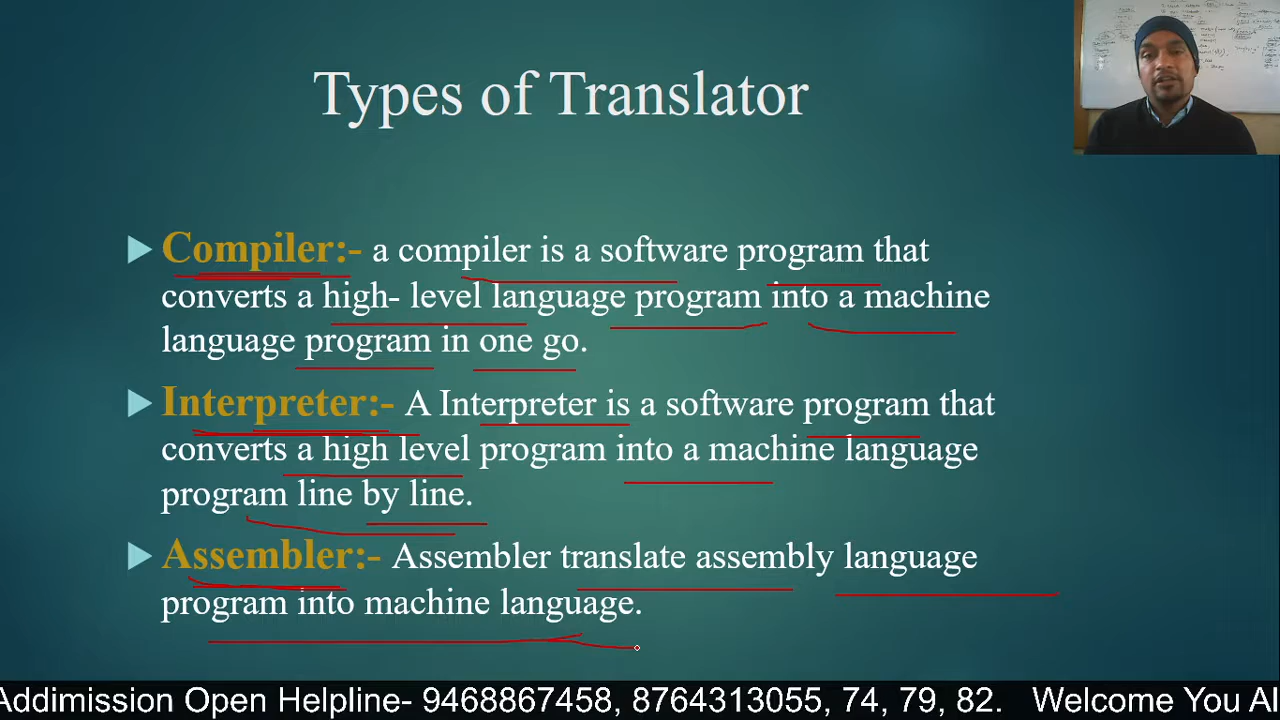 Types of Translator
Compiler:- a compiler is a software program that
converts a high- level language program into a machine
language program in one go.
Interpreter:- A Interpreter is a software program that
converts a high level program into a machine language
program line by line.
Assembler:- Assembler translate assembly language
program into machine language.
Addimission Open Helpline- 9468867458, 8764313055, 74, 79, 82. Welcome You Al